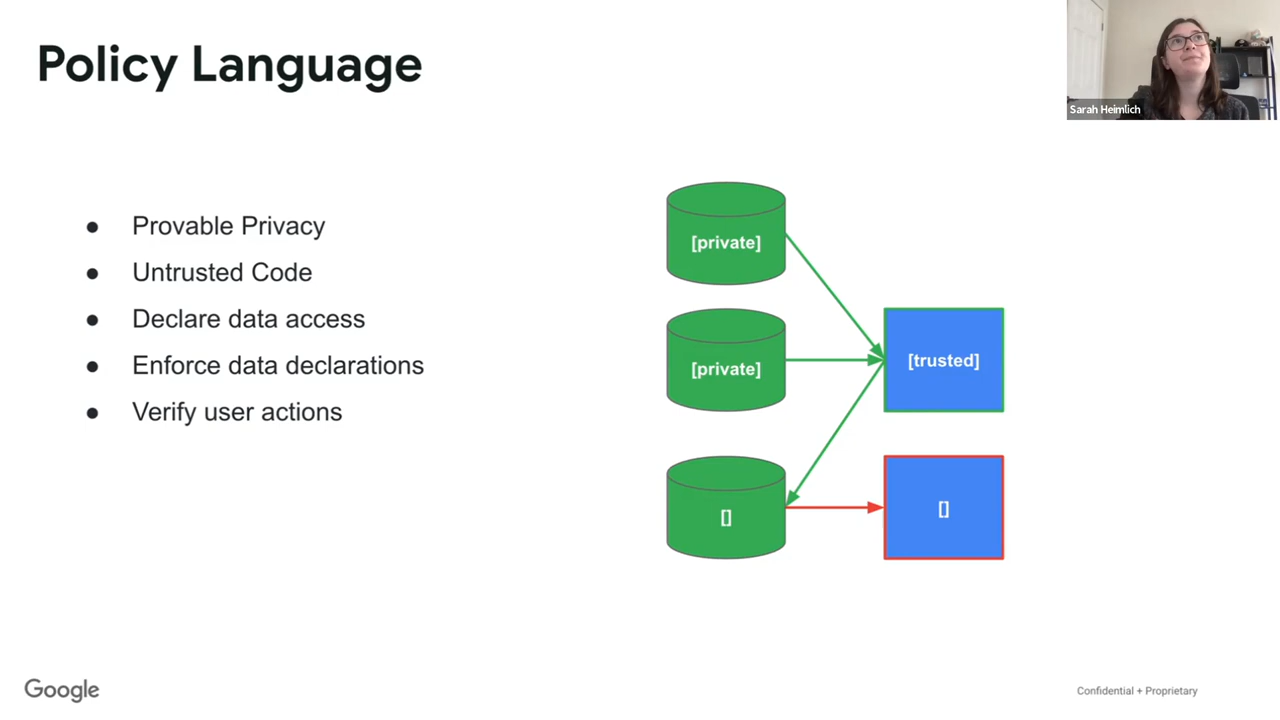 Policy Language
Sarah Heimlich
● Provable Privacy
● Untrusted Code
● Declare data access
● Enforce data declarations
● Verify user actions
[private]
[private]
[trusted]
[]
[]
Google
Confidential + Proprietary